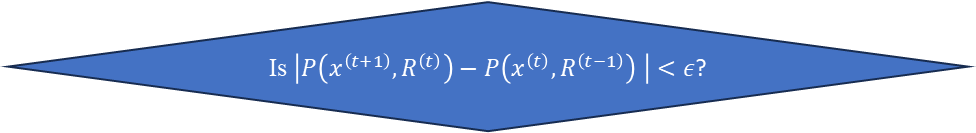 Is |P(x^{(t+1)}, R^{(t)}) − P(x^{(t)}, R^{(t−1)}) | < ϵ?